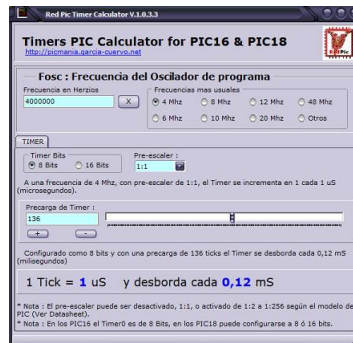 Red Pic Timer Calculator V.1.0.3.3
Timers PIC Calculator for PIC16 & PIC18
http://picmania.garcia-cuervo.net
Fosc : Frecuencia del Oscilador de programa
Frecuencia en Herzios
4000000
X
Frecuencias mas usuales
4 Mhz
8 Mhz
12 Mhz
48 Mhz
6 Mhz
10 Mhz
20 Mhz
Otros
TIMER
Timer Bits
8 Bits
16 Bits
Pre-escaler :
1:1
A una frecuencia de 4 Mhz, con pre-escaler de 1:1, el Timer se incrementa en 1 cada 1 uS
(microsegundos).
Precarga de Timer :
136
+
-
Configurado como 8 bits y con una precarga de 136 ticks el Timer se desborda cada 0,12 mS
(milisegundos)
1 Tick = 1 uS y desborda cada 0,12 mS
* Nota : El pre-escaler puede ser desactivado, 1:1, o activado de 1:2 a 1:256 según el modelo de
PIC (Ver Datasheet).
* Nota : En los PIC16 el Timer0 es de 8 Bits, en los PIC18 puede configurarse a 8 ó 16 bits.